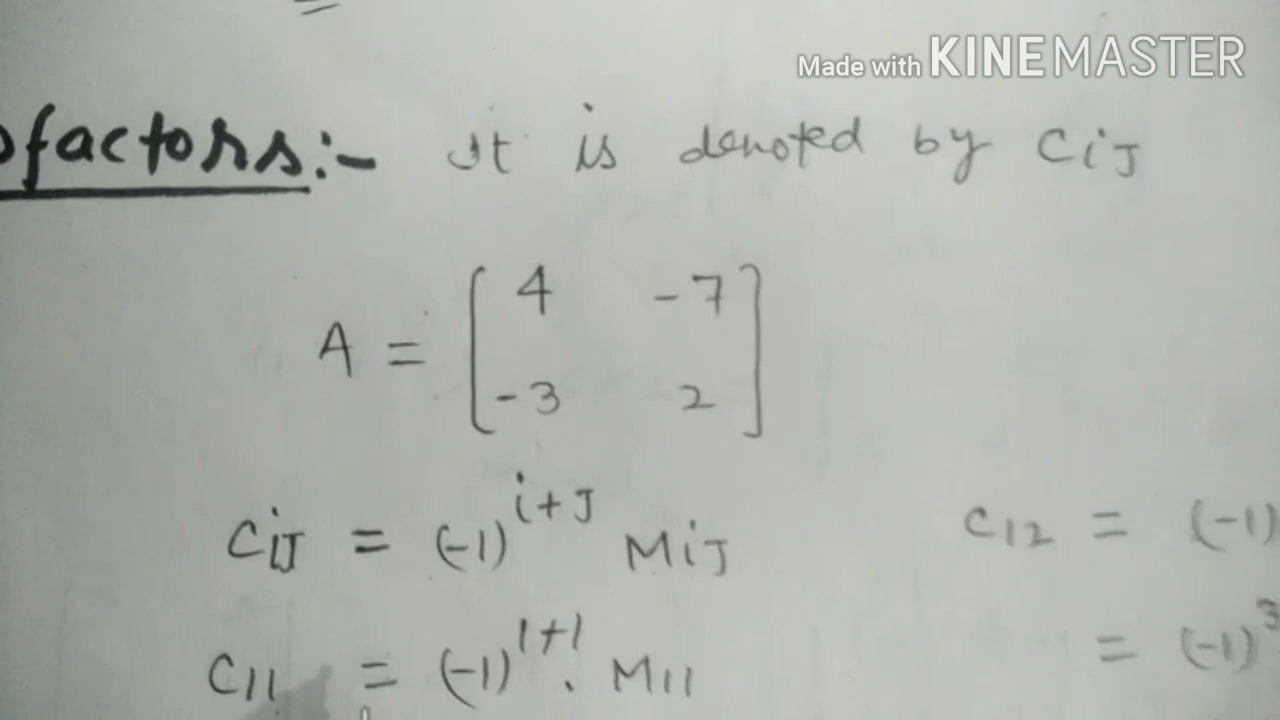 Made with KINEMASTER
ofactors:- It is denoted by CiJ
A = [ 4 -7
-3 2 ]
CiJ = (-1)^i+J MiJ
C12 = (-1)
C11 = (-1)^1+1 . M11
= (-1)^3